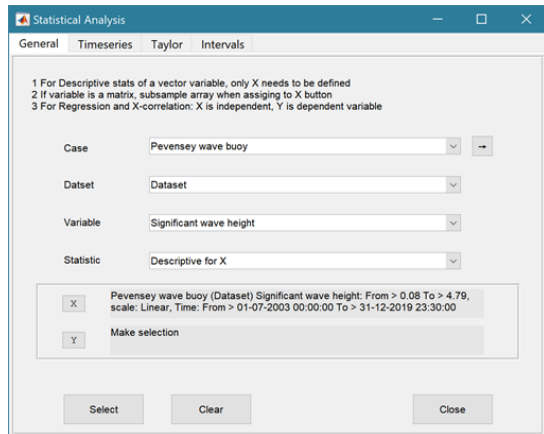 Statistical Analysis
General Timeseries Taylor Intervals
1 For Descriptive stats of a vector variable, only X needs to be defined
2 If variable is a matrix, subsample array when assiging to X button
3 For Regression and X-correlation: X is independent, Y is dependent variable
Case Pevensey wave buoy →
Datset Dataset
Variable Significant wave height
Statistic Descriptive for X
X Pevensey wave buoy (Dataset) Significant wave height: From > 0.08 To > 4.79,
scale: Linear, Time: From > 01-07-2003 00:00:00 To > 31-12-2019 23:30:00
Y Make selection
Select Clear Close